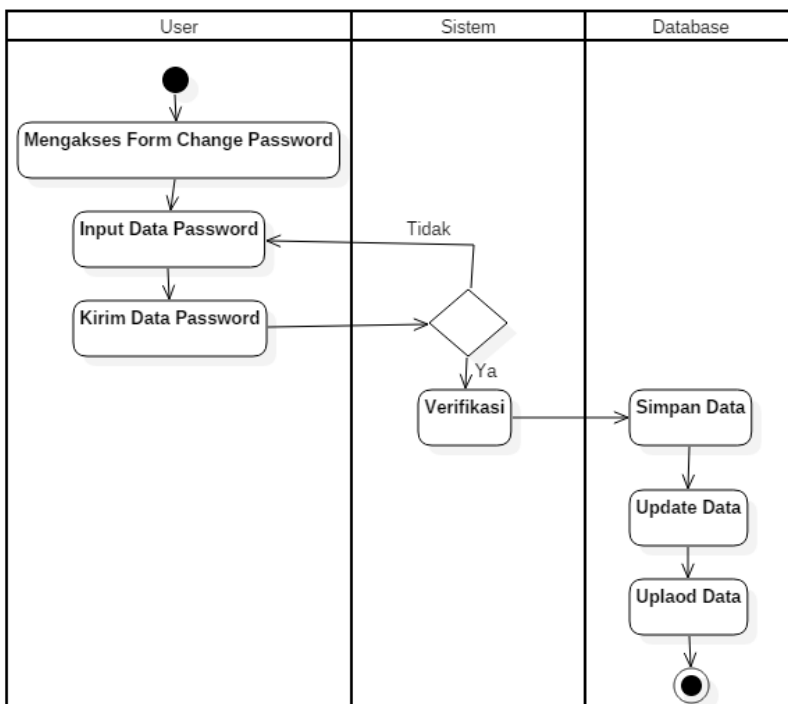 User
Sistem
Database
Mengakses Form Change Password
Input Data Password
Tidak
Kirim Data Password
Ya
Verifikasi
Simpan Data
Update Data
Uplaod Data